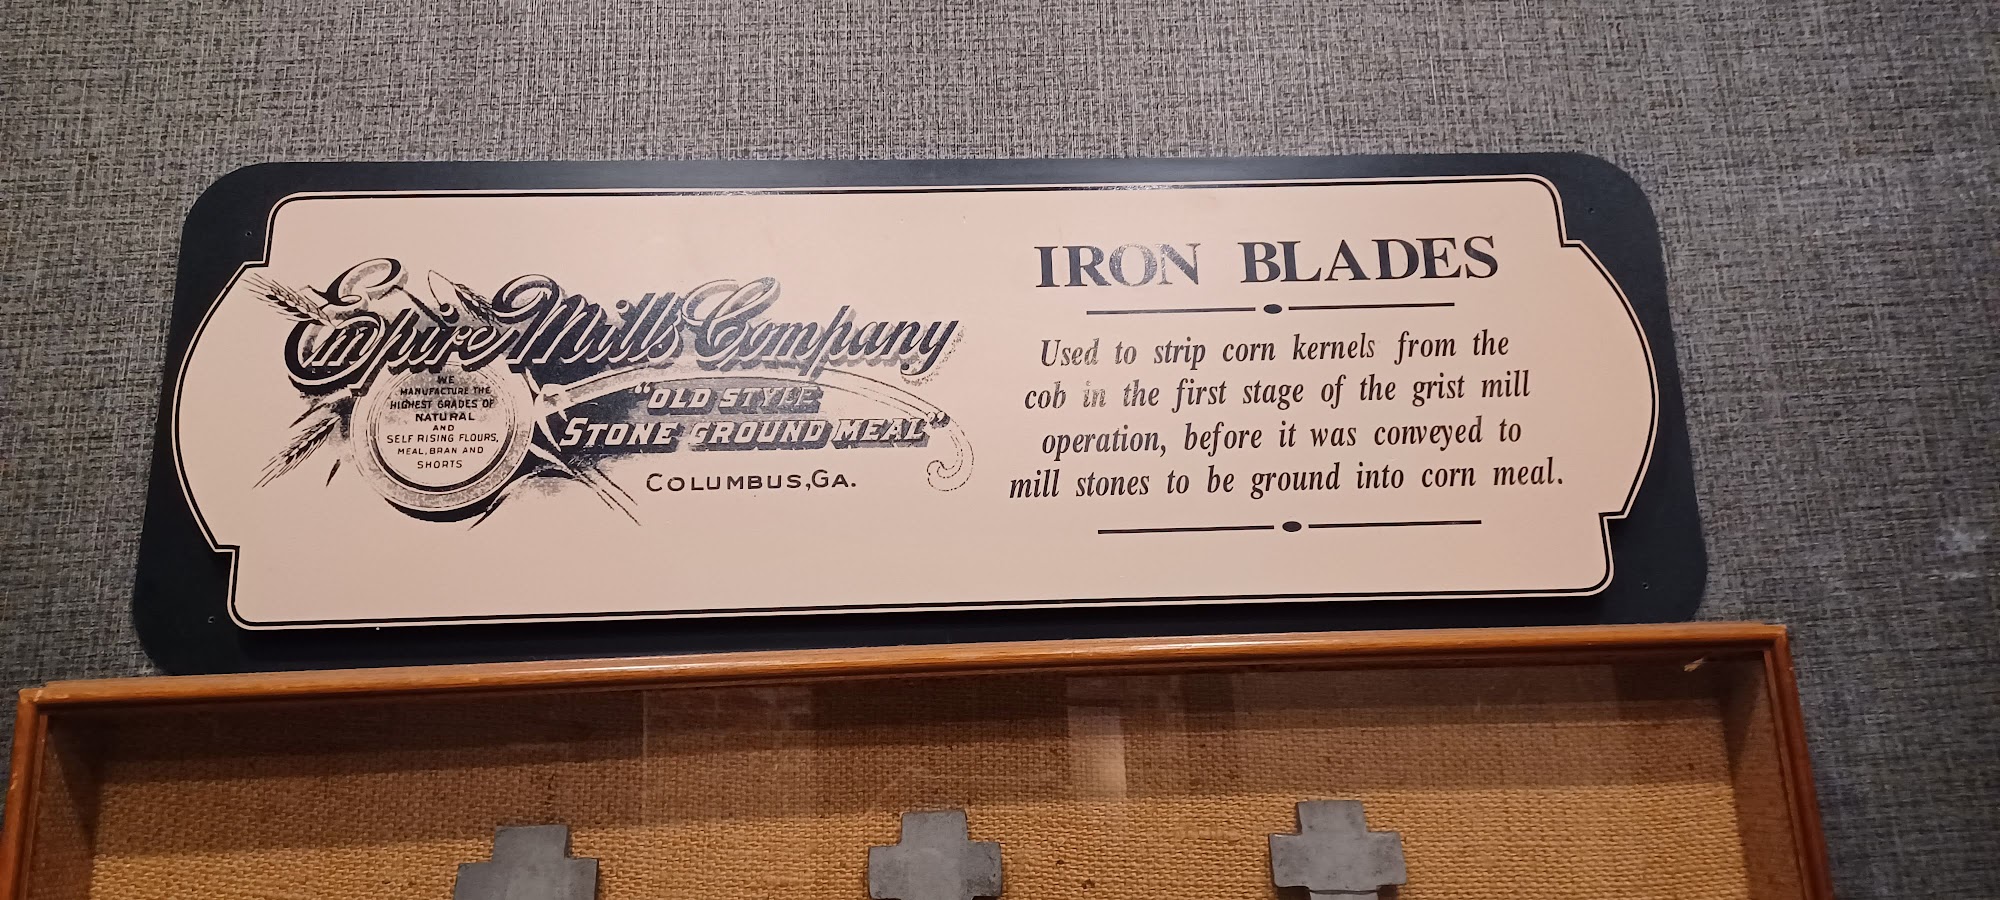 Empire Mills Company
WE
MANUFACTURE THE
HIGHEST GRADES OF
NATURAL
AND
SELF RISING FLOURS,
MEAL, BRAN AND
SHORTS
"OLD STYLE
STONE GROUND MEAL"
COLUMBUS, GA.
IRON BLADES
Used to strip corn kernels from the
cob in the first stage of the grist mill
operation, before it was conveyed to
mill stones to be ground into corn meal.